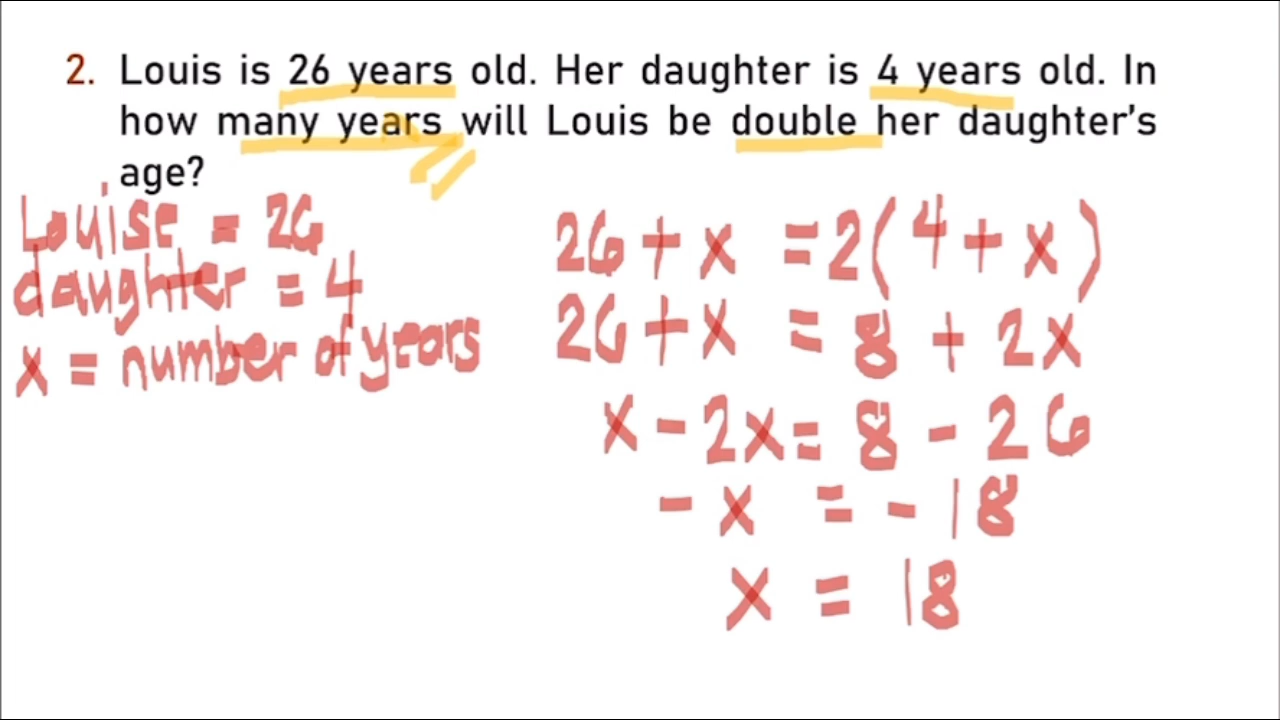 2. Louis is 26 years old. Her daughter is 4 years old. In
how many years will Louis be double her daughter's
age?
Louise = 26
daughter = 4
x = number of years
26 + x = 2(4 + x)
26 + x = 8 + 2x
x - 2x = 8 - 26
- x = - 18
x = 18